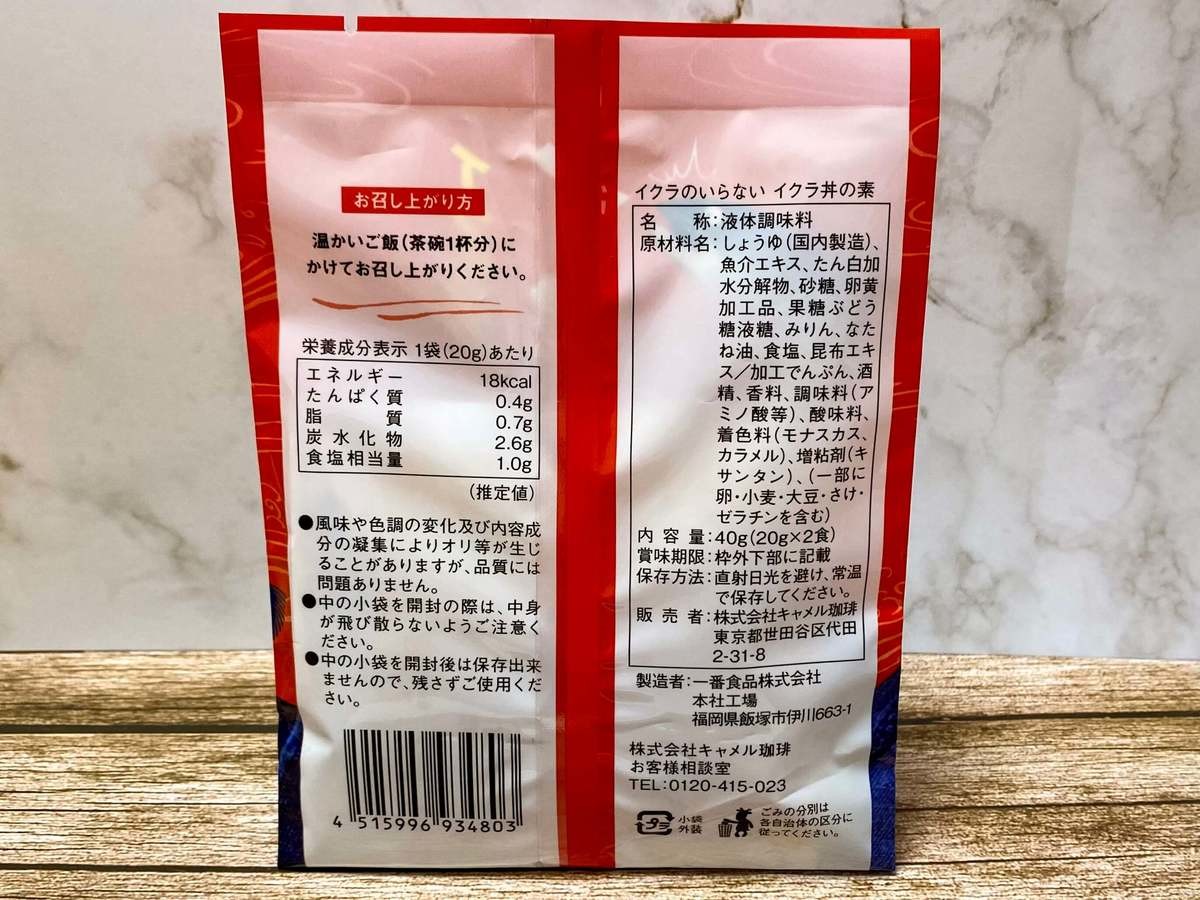 お召し上がり方
温かいご飯(茶碗1杯分)に
かけてお召し上がりください。
栄養成分表示 1袋(20g)あたり
エネルギー 18kcal
たんぱく質 0.4g
脂質 0.7g
炭水化物 2.6g
食塩相当量 1.0g
(推定値)
●風味や色調の変化及び内容成
分の凝集によりオリ等が生じ
ることがありますが、品質には
問題ありません。
●中の小袋を開封の際は、中身
が飛び散らないようご注意く
ださい。
●中の小袋を開封後は保存出来
ませんので、残さずご使用くだ
さい。
4 515996 934803
イクラのいらない イクラ丼の素
名称:液体調味料
原材料名:しょうゆ(国内製造)、
魚介エキス、たん白加
水分解物、砂糖、卵黄
加工品、果糖ぶどう
糖液糖、みりん、なた
ね油、食塩、昆布エキ
ス/加工でんぷん、酒
精、香料、調味料(ア
ミノ酸等)、酸味料、
着色料(モナスカス、
カラメル)、増粘剤(キ
サンタン)、(一部に
卵・小麦・大豆・さけ・
ゼラチンを含む)
内容量:40g(20g×2食)
賞味期限:枠外下部に記載
保存方法:直射日光を避け、常温
で保存してください。
販売者:株式会社キャメル珈琲
東京都世田谷区代田
2-31-8
製造者:一番食品株式会社
本社工場
福岡県飯塚市伊川663-1
株式会社キャメル珈琲
お客様相談室
TEL:0120-415-023
プラ
小袋
外装
ごみの分別は
各自治体の区分に
従ってください。